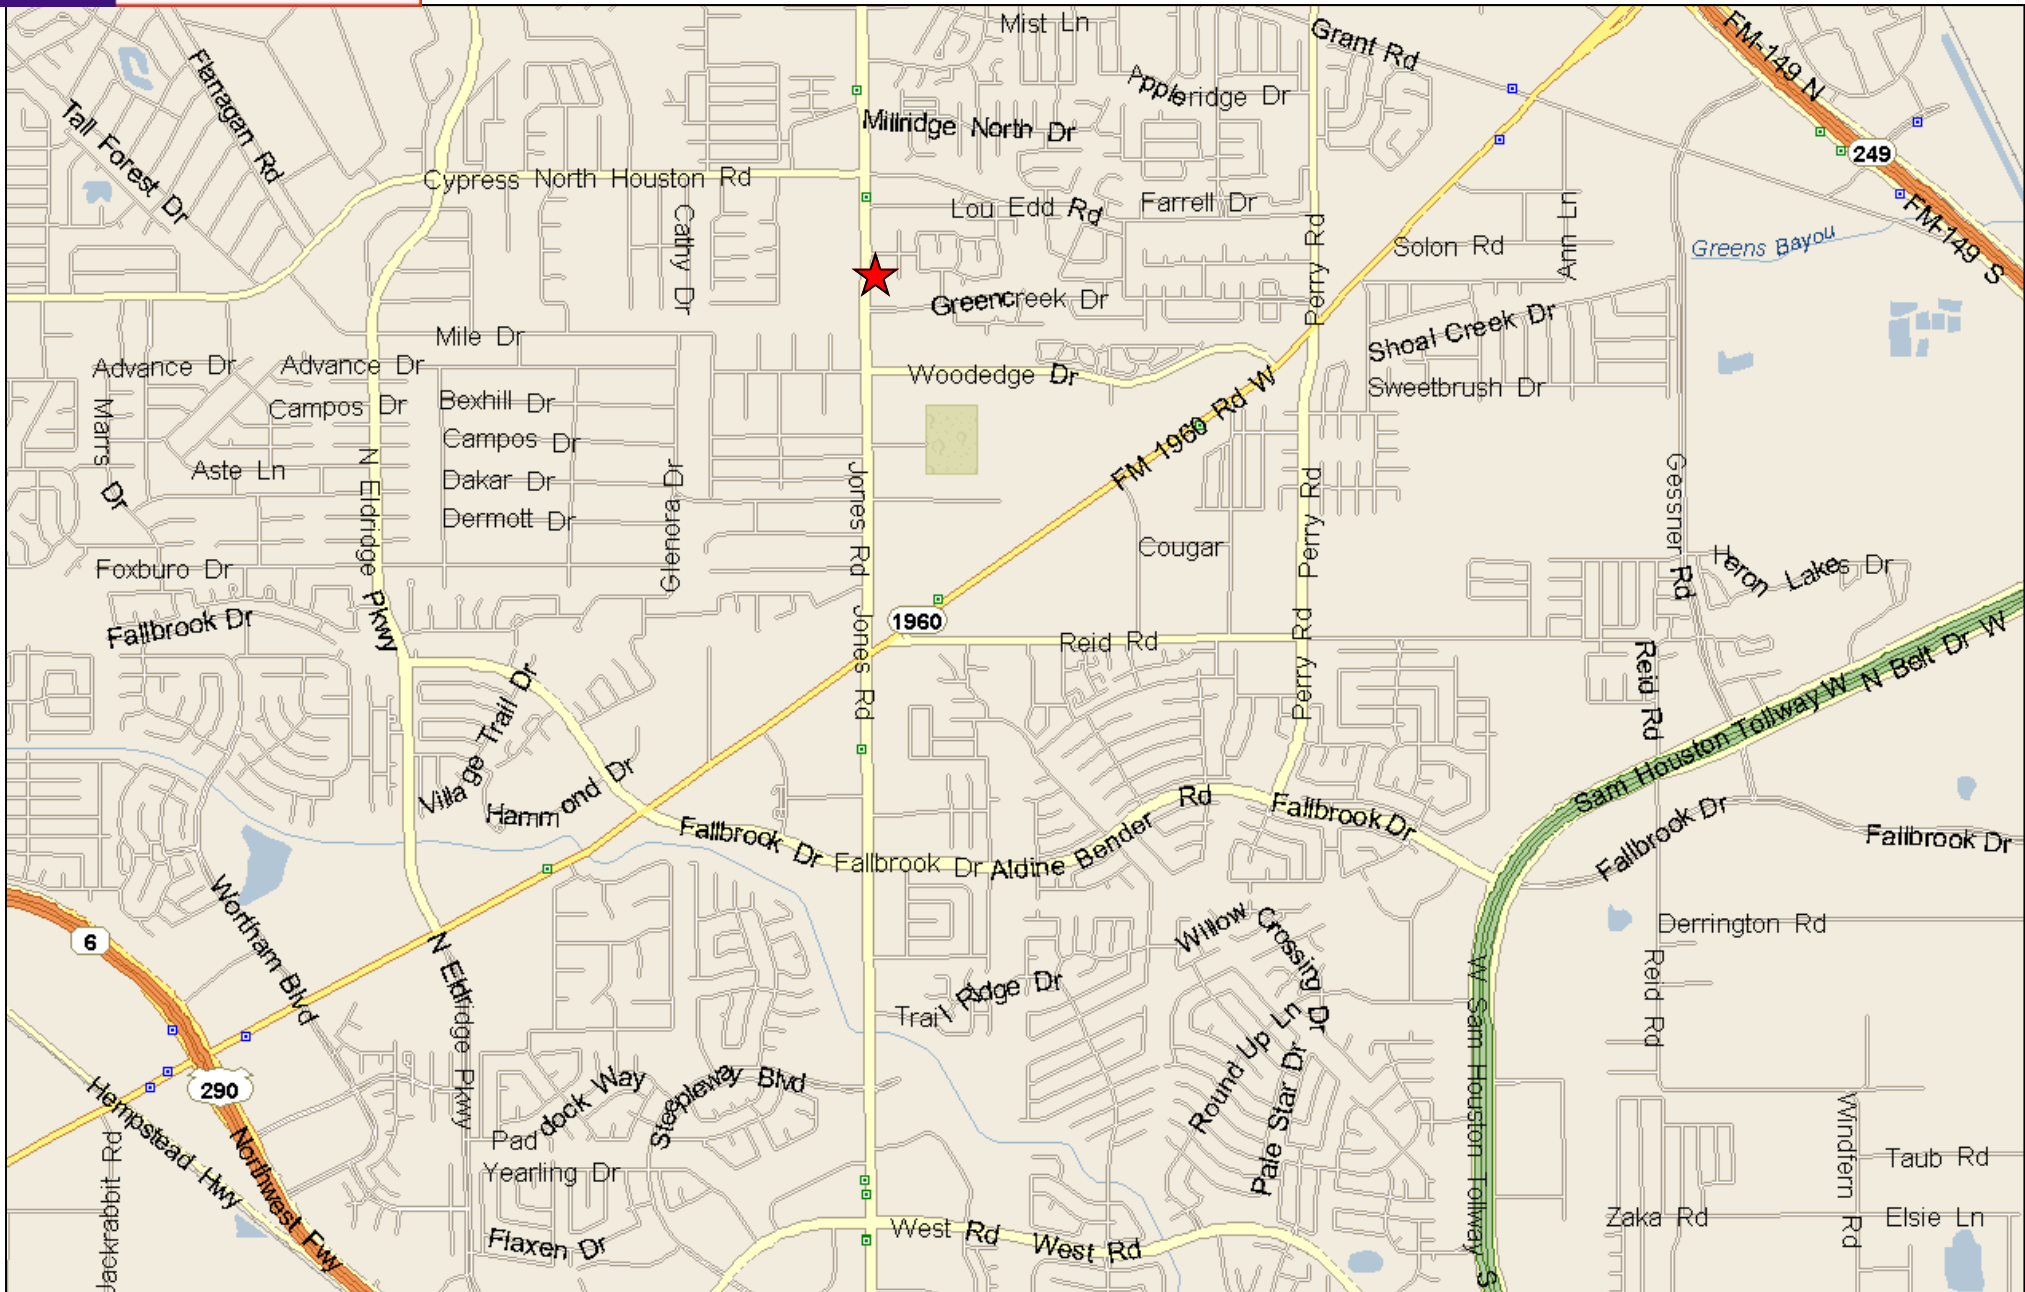 Mist Ln
Grant Rd
FM-149 N
Flanagan Rd
Appleridge Dr
Tall Forest Dr
Millridge North Dr
249
Cypress North Houston Rd
Cathy Dr
Lou Edd Rd
Farrell Dr
Perry Rd
Solon Rd
Ann Ln
Greens Bayou
FM-149 S
Greencreek Dr
Mile Dr
Shoal Creek Dr
Advance Dr
Advance Dr
Woodedge Dr
Sweetbrush Dr
Campos Dr
Bexhill Dr
Marrs Dr
FM 1960 Rd W
Campos Dr
Aste Ln
N Eldridge Pkwy
Dakar Dr
Glenora Dr
Jones Rd
Perry Rd
Gessner Rd
Dermott Dr
Cougar
Foxburo Dr
Heron Lakes Dr
Fallbrook Dr
1960
Jones Rd
Reid Rd
Perry Rd
Reid Rd
W N Belt Dr W
Village Trail Dr
Sam Houston Tollway
Hammond Dr
Rd
Fallbrook Dr
Fallbrook Dr
Fallbrook Dr
Fallbrook Dr
Fallbrook Dr
Aldine Bender
Wortham Blvd
Willow Crossing Dr
Derrington Rd
6
N Eldridge Pkwy
Trail Ridge Dr
Reid Rd
W Sam Houston Tollway S
Round Up Ln
Pale Star Dr
290
Hempstead Hwy
Paddock Way
Steepleway Blvd
Jackrabbit Rd
Northwest Fwy
Yearling Dr
Windfern Rd
Taub Rd
Zaka Rd
Elsie Ln
Flaxen Dr
West Rd
West Rd